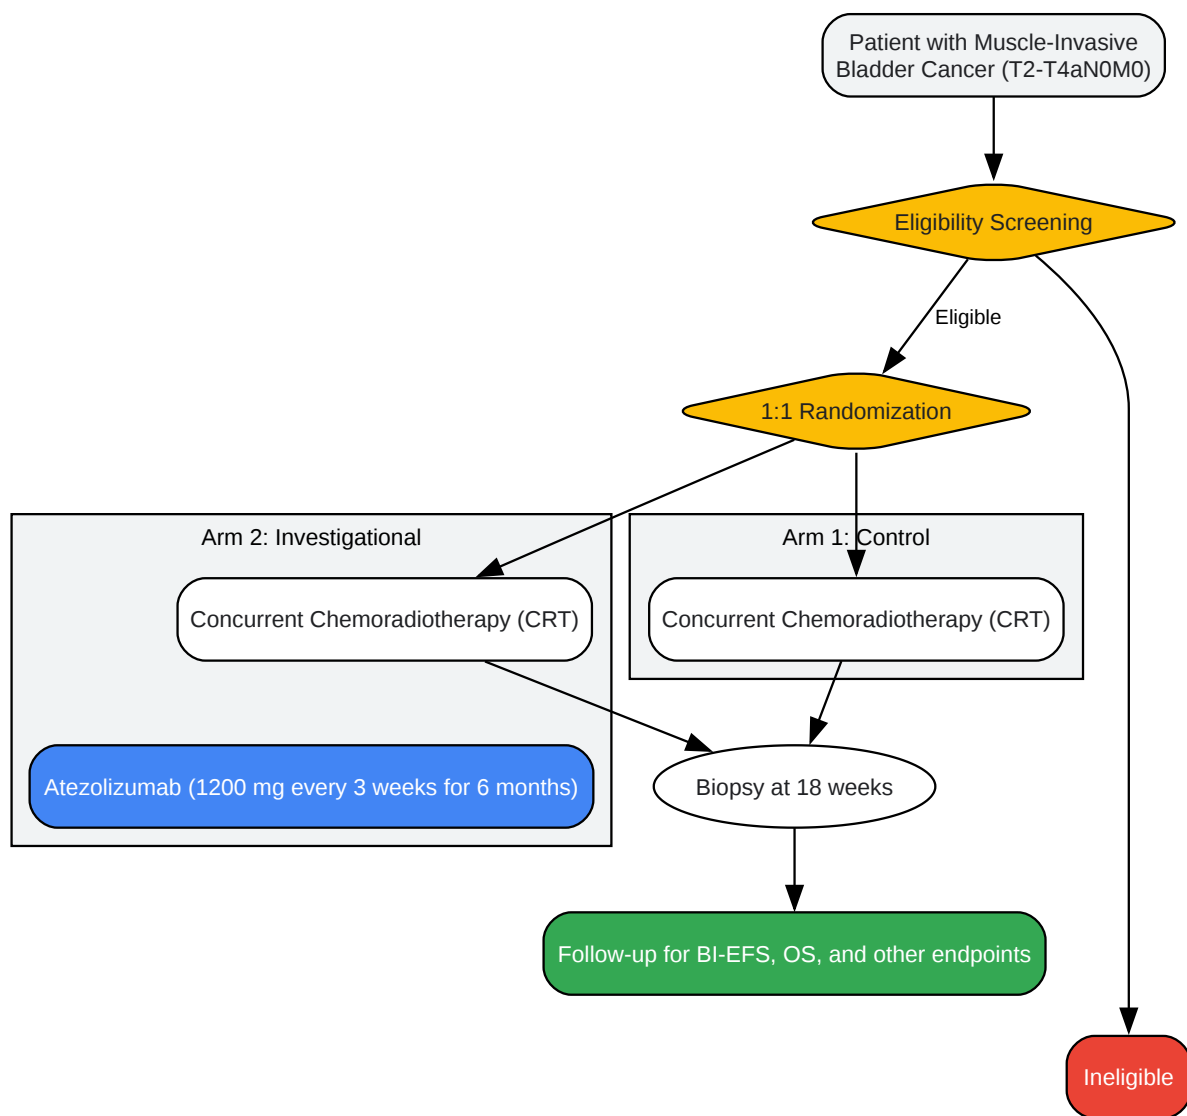 Patient with Muscle-Invasive
Bladder Cancer (T2-T4aN0M0)
Eligibility Screening
Eligible
1:1 Randomization
Arm 2: Investigational
Arm 1: Control
Concurrent Chemoradiotherapy (CRT)
Concurrent Chemoradiotherapy (CRT)
Atezolizumab (1200 mg every 3 weeks for 6 months)
Biopsy at 18 weeks
Follow-up for BI-EFS, OS, and other endpoints
Ineligible